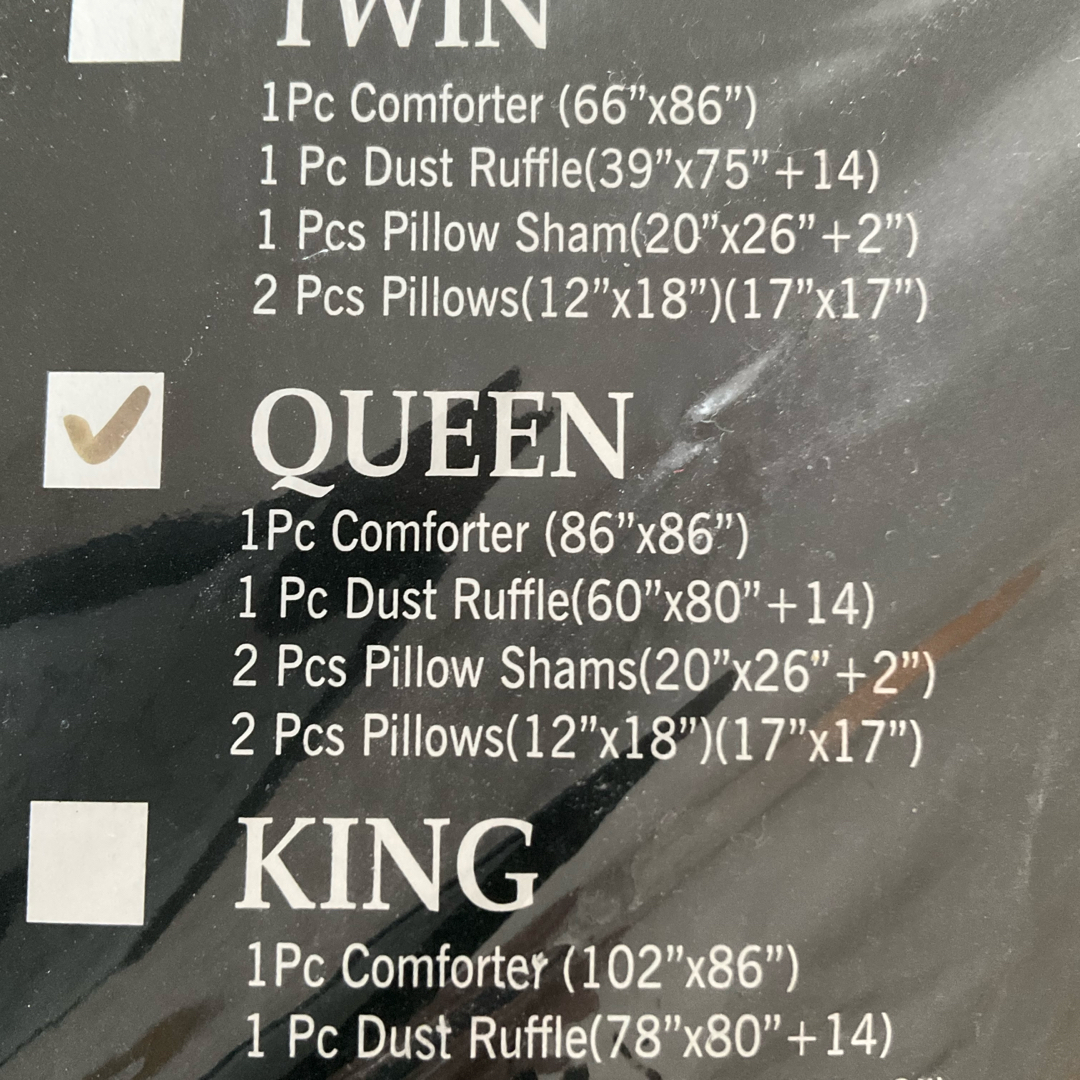 TWIN
1Pc Comforter (66”x86”)
1 Pc Dust Ruffle(39”x75”+14)
1 Pcs Pillow Sham(20”x26”+2”)
2 Pcs Pillows(12”x18”)(17”x17”)
QUEEN
1Pc Comforter (86”x86”)
1 Pc Dust Ruffle(60”x80”+14)
2 Pcs Pillow Shams(20”x26”+2”)
2 Pcs Pillows(12”x18”)(17”x17”)
KING
1Pc Comforter (102”x86”)
1 Pc Dust Ruffle(78”x80”+14)